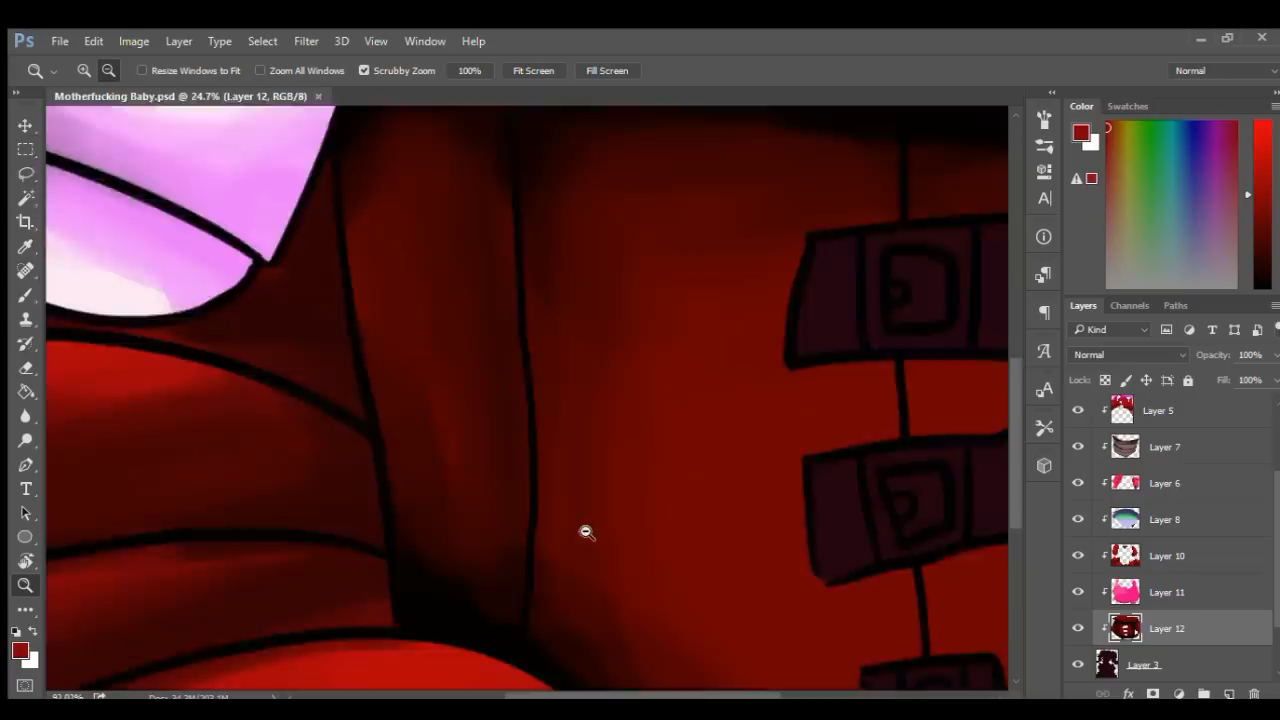 Ps File Edit Image Layer Type Select Filter 3D View Window Help
Resize Windows to Fit Zoom All Windows Scrubby Zoom 100% Fit Screen Fill Screen Normal
Motherfucking Baby.psd @ 24.7% (Layer 12, RGB/8)
Color Swatches
Layers Channels Paths
Kind
Normal Opacity: 100%
Lock: Fill: 100%
Layer 5
Layer 7
Layer 6
Layer 8
Layer 10
Layer 11
Layer 12
Layer 3